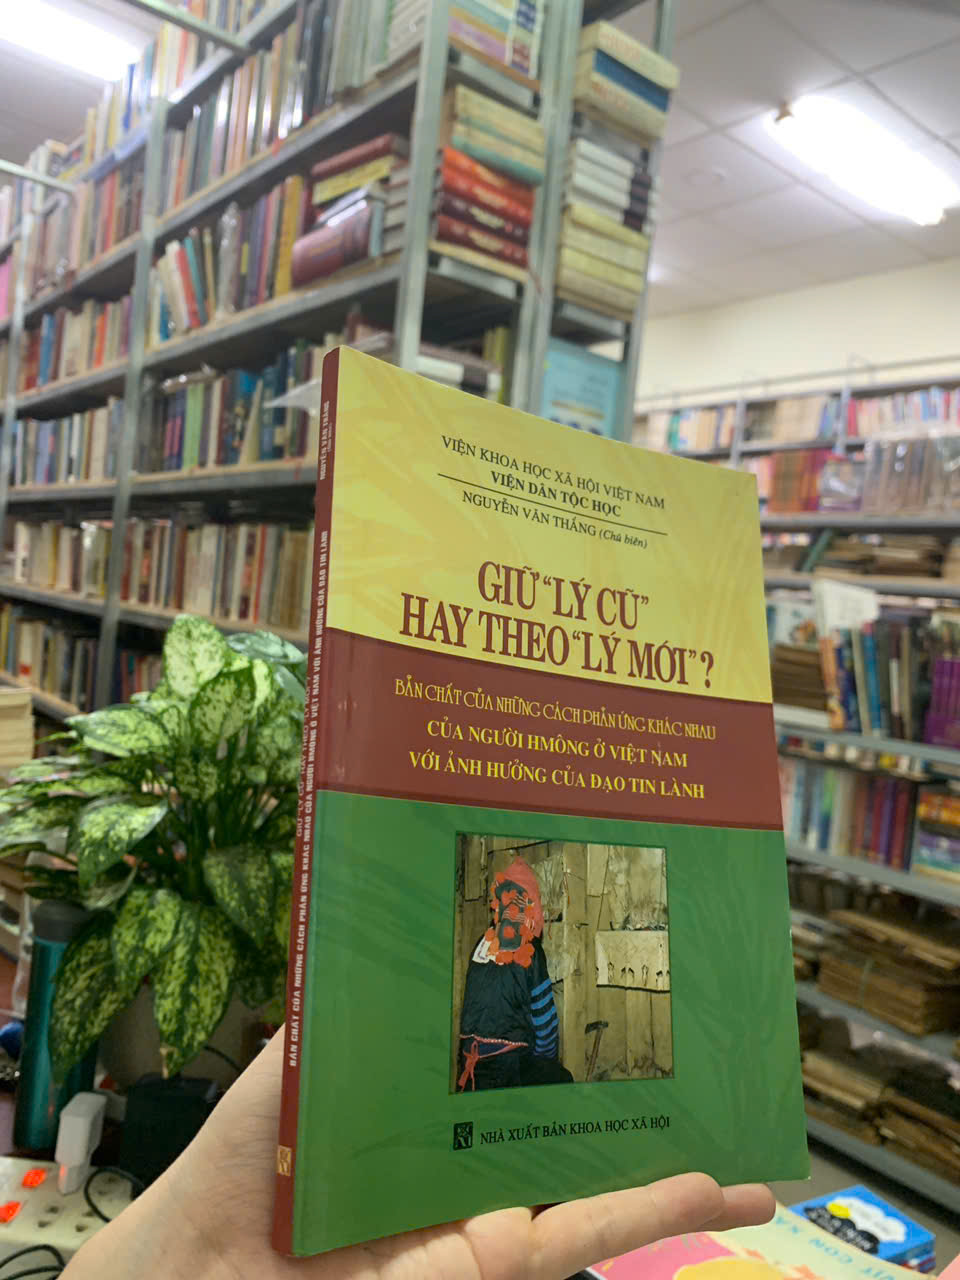 VIỆN KHOA HỌC XÃ HỘI VIỆT NAM
VIỆN DÂN TỘC HỌC
NGUYỄN VĂN THẮNG (Chủ biên)
GIỮ "LÝ CŨ"
HAY THEO "LÝ MỚI"?
BẢN CHẤT CỦA NHỮNG CÁCH PHẢN ỨNG KHÁC NHAU
CỦA NGƯỜI HMÔNG Ở VIỆT NAM
VỚI ẢNH HƯỞNG CỦA ĐẠO TIN LÀNH
NHÀ XUẤT BẢN KHOA HỌC XÃ HỘI
NGUYỄN VĂN THẮNG
GIỮ "LÝ CŨ" HAY THEO "LÝ MỚI"?
BẢN CHẤT CỦA NHỮNG CÁCH PHẢN ỨNG KHÁC NHAU CỦA NGƯỜI HMÔNG Ở VIỆT NAM VỚI ẢNH HƯỞNG CỦA ĐẠO TIN LÀNH